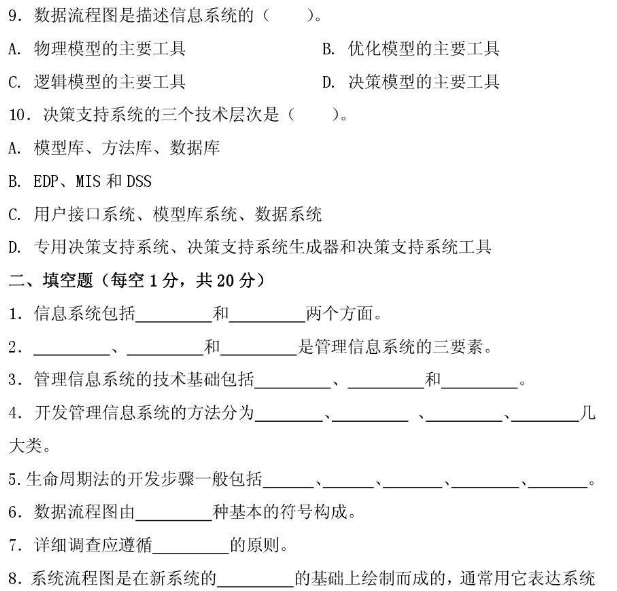 9. 数据流程图是描述信息系统的（    ）。
A. 物理模型的主要工具    B. 优化模型的主要工具
C. 逻辑模型的主要工具    D. 决策模型的主要工具
10. 决策支持系统的三个技术层次是（    ）。
A. 模型库、方法库、数据库
B. EDP、MIS 和 DSS
C. 用户接口系统、模型库系统、数据系统
D. 专用决策支持系统、决策支持系统生成器和决策支持系统工具
二、填空题（每空 1 分，共 20 分）
1. 信息系统包括_________和_________两个方面。
2. _________、_________和_________是管理信息系统的三要素。
3. 管理信息系统的技术基础包括_________、_________和_________。
4. 开发管理信息系统的方法分为________、_________ 、_________、________几
大类。
5.生命周期法的开发步骤一般包括______、______、_______、________、_______。
6. 数据流程图由_________种基本的符号构成。
7. 详细调查应遵循_________的原则。
8. 系统流程图是在新系统的_________的基础上绘制而成的，通常用它表达系统